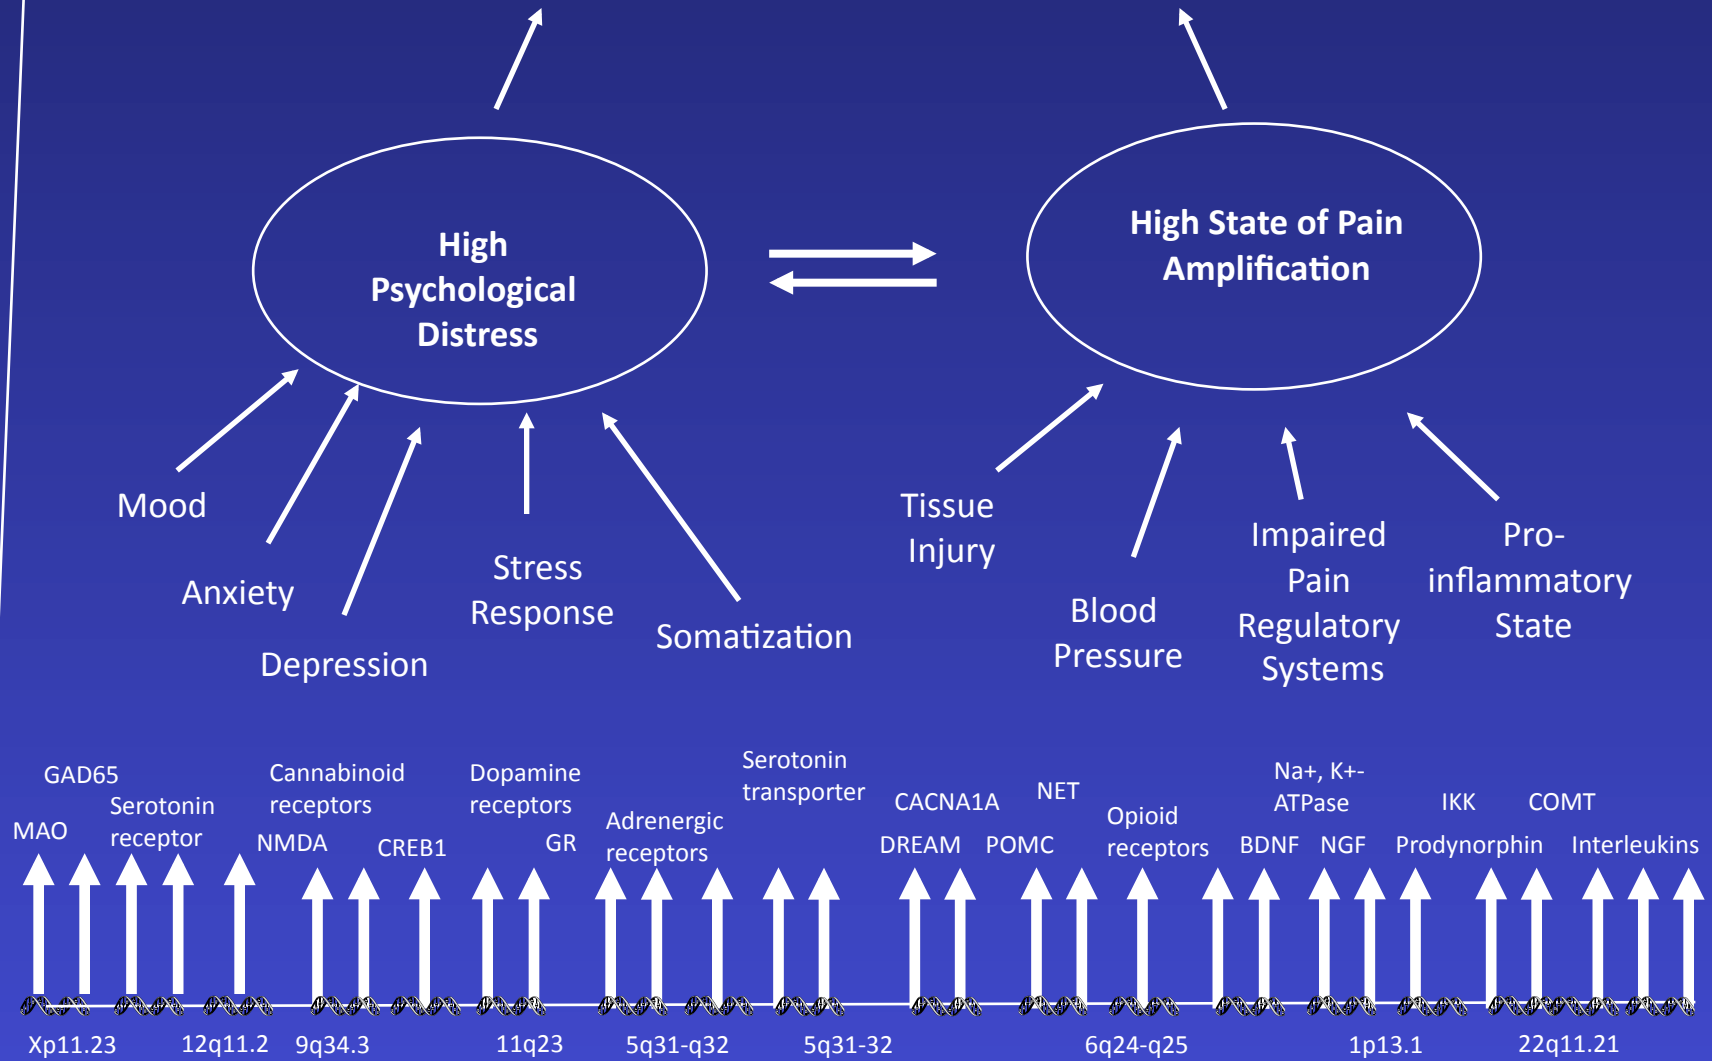 High
Psychological
Distress
High State of Pain
Amplification
Mood
Anxiety
Depression
Stress
Response
Somatization
Tissue
Injury
Blood
Pressure
Impaired
Pain
Regulatory
Systems
Pro-
inflammatory
State
MAO
GAD65
Serotonin
receptor
Cannabinoid
receptors
NMDA
CREB1
Dopamine
receptors
GR
Adrenergic
receptors
Serotonin
transporter
CACNA1A
DREAM
POMC
NET
Opioid
receptors
Na+, K+-
ATPase
BDNF
NGF
IKK
Prodynorphin
COMT
Interleukins
Xp11.23
12q11.2
9q34.3
11q23
5q31-q32
5q31-32
6q24-q25
1p13.1
22q11.21